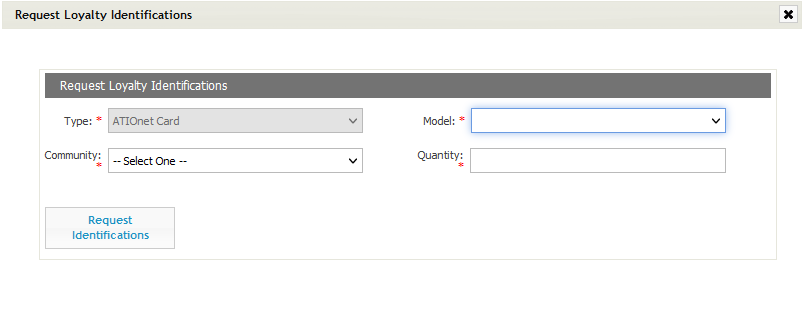 Request Loyalty Identifications
Request Loyalty Identifications
Type: * ATIOnet Card
Model: *
Community: * -- Select One --
Quantity: *
Request
Identifications